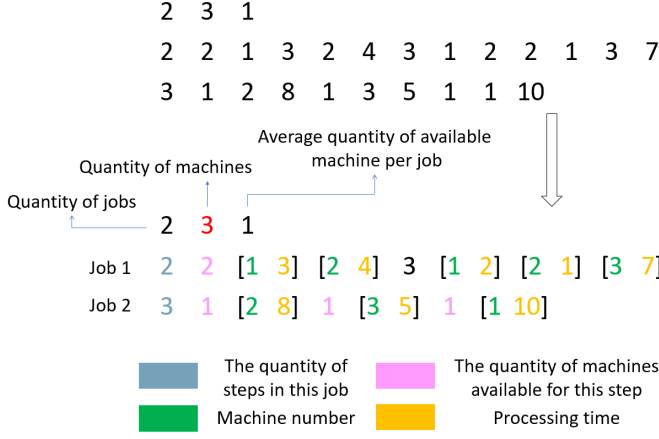 2 3 1
2 2 1 3 2 4 3 1 2 2 1 3 7
3 1 2 8 1 3 5 1 1 10
Average quantity of available
machine per job
Quantity of machines
Quantity of jobs
2 3 1
Job 1 2 2 [1 3] [2 4] 3 [1 2] [2 1] [3 7]
Job 2 3 1 [2 8] 1 [3 5] 1 [1 10]
The quantity of
steps in this job
The quantity of machines
available for this step
Machine number
Processing time